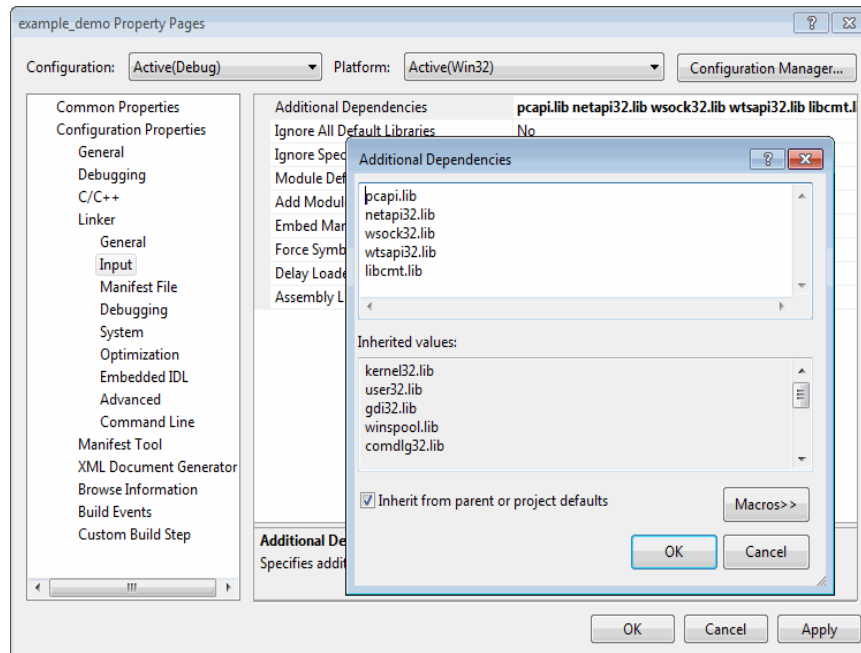 example_demo Property Pages
Configuration: Active(Debug) Platform: Active(Win32) Configuration Manager...
Common Properties
Configuration Properties
General
Debugging
C/C++
Linker
General
Input
Manifest File
Debugging
System
Optimization
Embedded IDL
Advanced
Command Line
Manifest Tool
XML Document Generator
Browse Information
Build Events
Custom Build Step
Additional Dependencies pcapi.lib netapi32.lib wsock32.lib wtsapi32.lib libcmt.li
Ignore All Default Libraries No
Ignore Spec
Module Def
Add Modul
Embed Man
Force Symb
Delay Loade
Assembly L
Additional De
Specifies addit
Additional Dependencies
pcapi.lib
netapi32.lib
wsock32.lib
wtsapi32.lib
libcmt.lib
Inherited values:
kernel32.lib
user32.lib
gdi32.lib
winspool.lib
comdlg32.lib
Inherit from parent or project defaults
Macros>>
OK Cancel
OK Cancel Apply